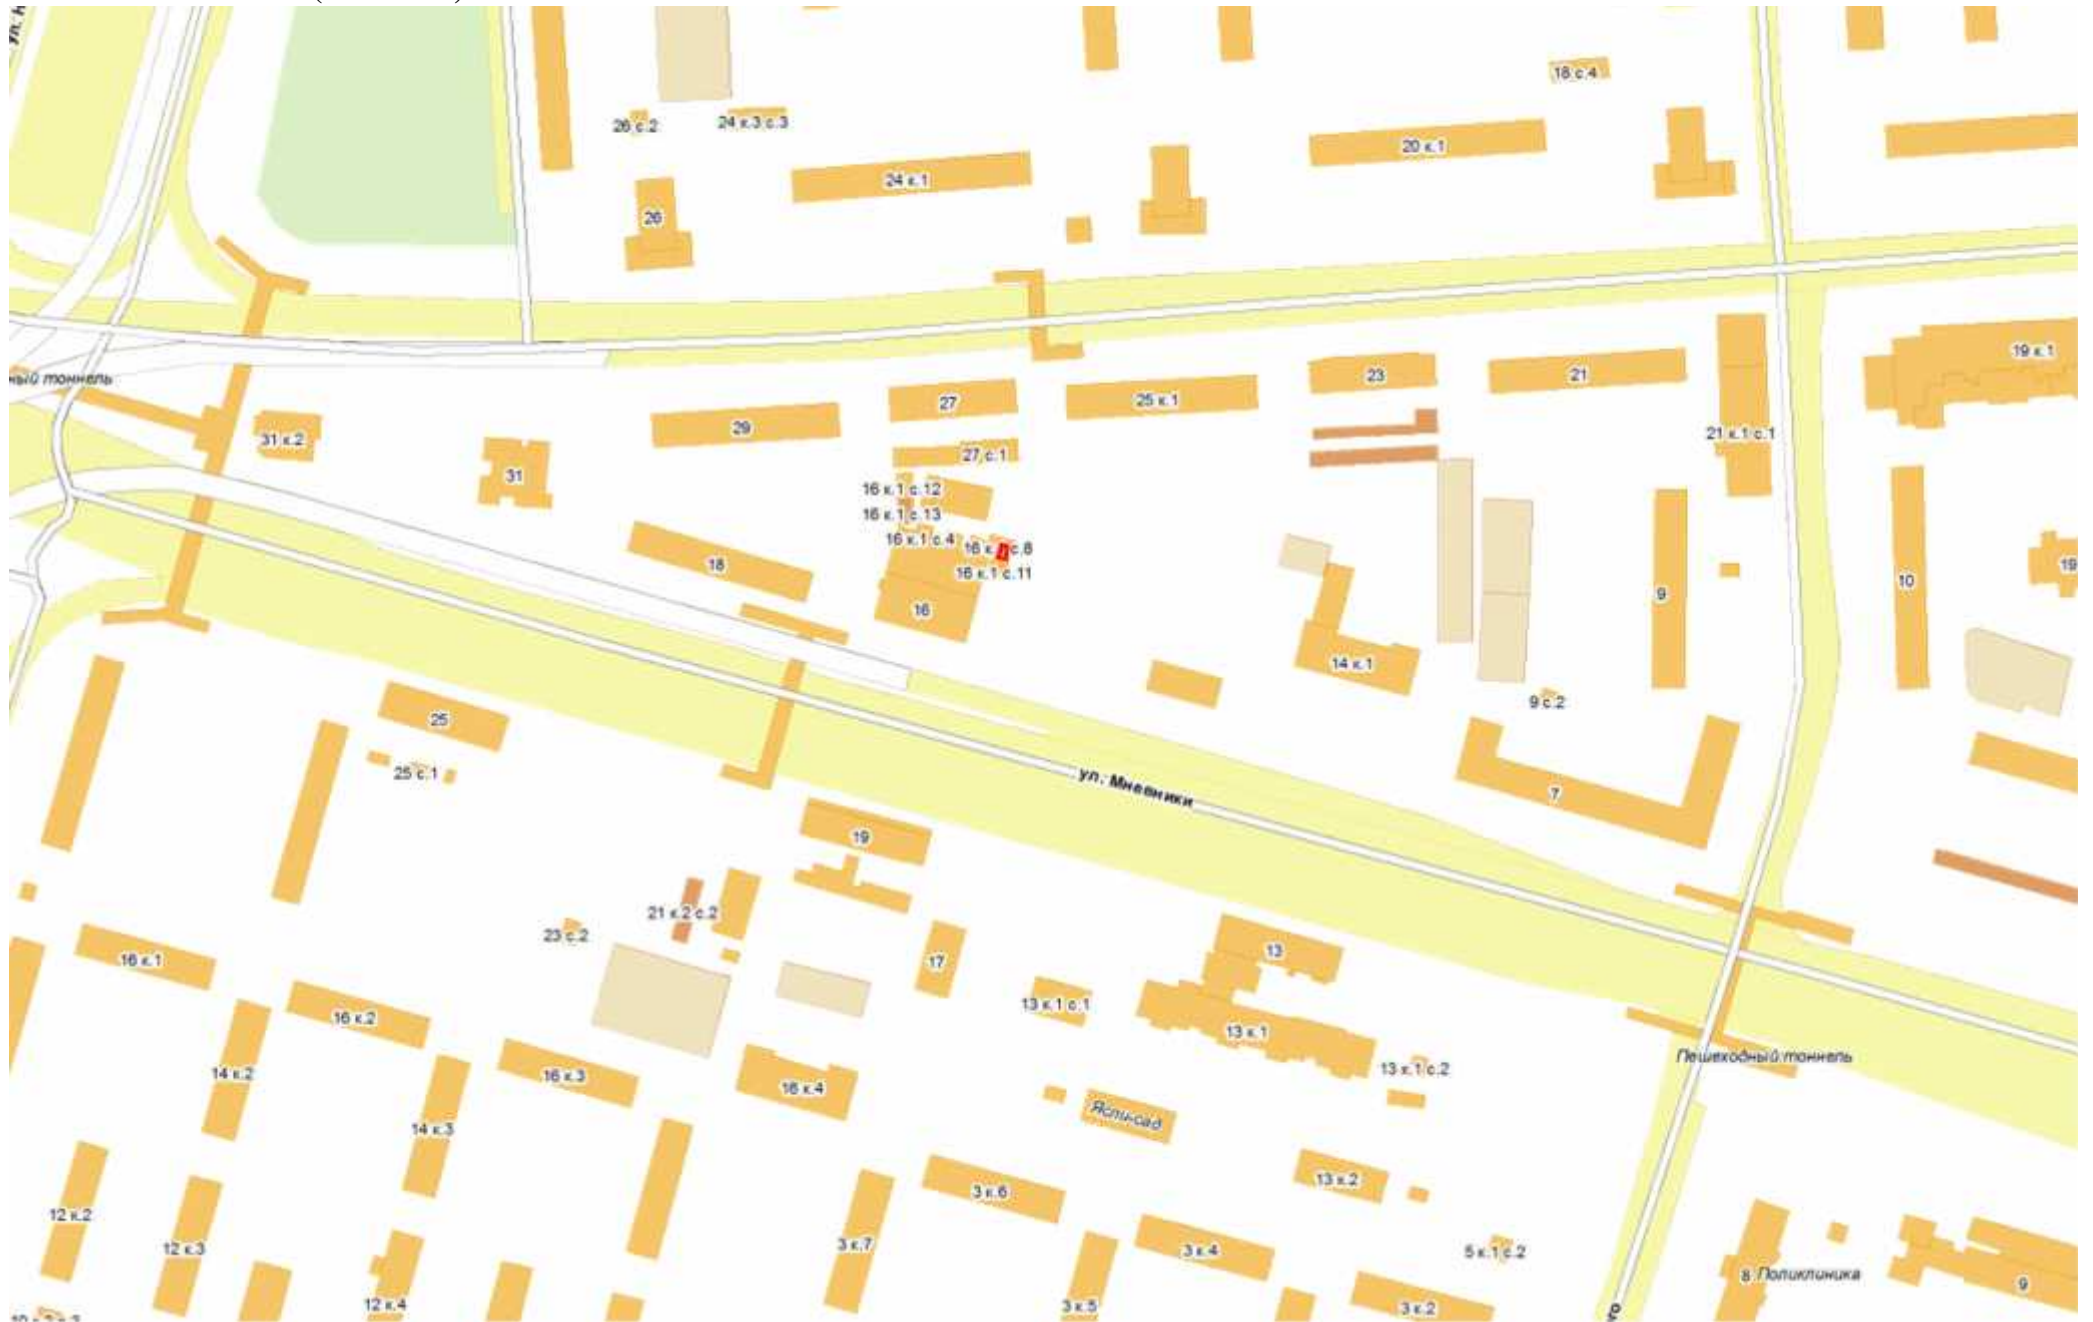 18 с.4
26 с.2
24 к.3 с.3
20 к.1
24 к.1
26
19 к.1
ный тоннель
23
21
25 к.1
27
29
31 к.2
21 к.1 с.1
27 с.1
31
16 к.1 с.12
16 к.1 с.13
16 к.1 с.4
с.8
16 к.1 с.11
18
19
10
9
16
14 к.1
9 с.2
25
25 с.1
ул. Мневники
7
19
21 к.2 с.2
23 с.2
13
16 к.1
17
13 к.1 с.1
16 к.2
13 к.1
Пешеходный тоннель
13 к.1 с.2
14 к.2
16 к.3
16 к.4
Ясли-сад
14 к.3
13 к.2
3 к.6
12 к.2
12 к.3
3 к.7
3 к.4
5 к.1 с.2
8 Поликлиника
9
12 к.4
3 к.5
3 к.2